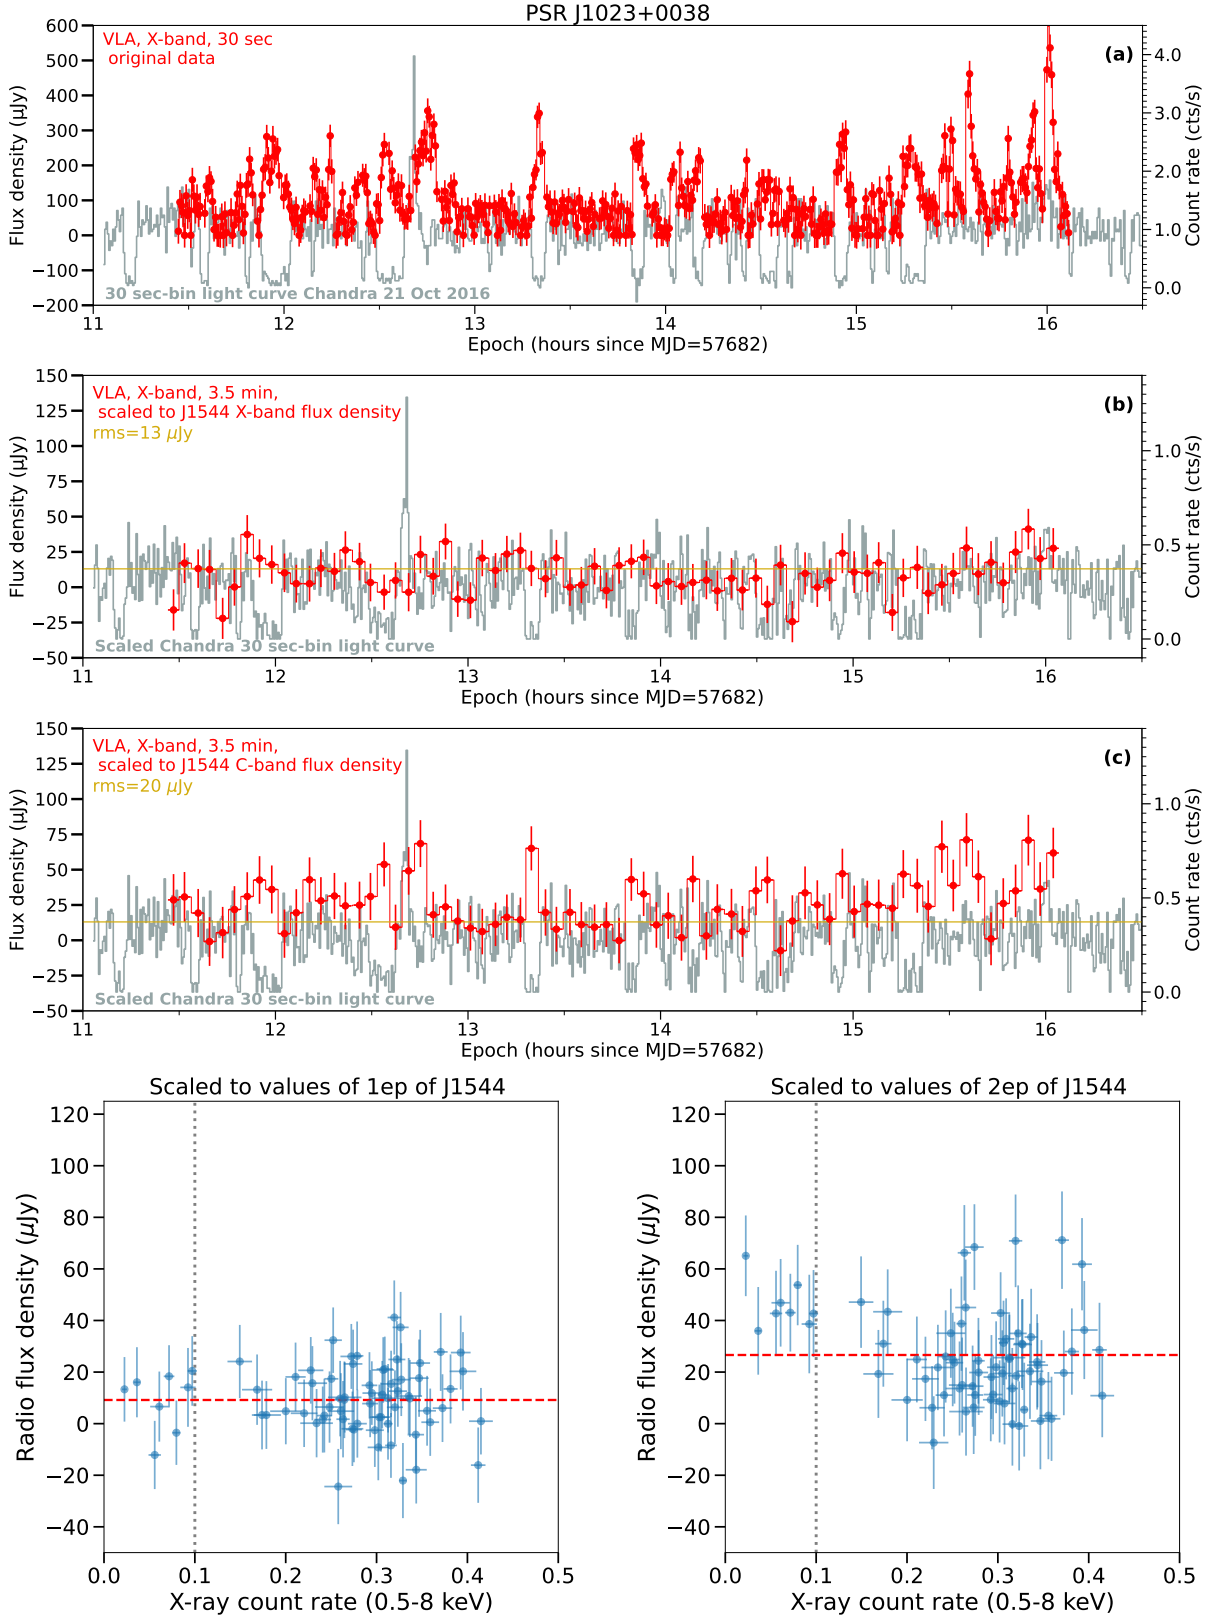 PSR J1023+0038
VLA, X-band, 30 sec
original data
(a)
30 sec-bin light curve Chandra 21 Oct 2016
Flux density (μJy)
600
500
400
300
200
100
0
−100
−200
Count rate (cts/s)
4.0
3.0
2.0
1.0
0.0
11 12 13 14 15 16
Epoch (hours since MJD=57682)
VLA, X-band, 3.5 min,
scaled to J1544 X-band flux density
rms=13 μJy
(b)
Scaled Chandra 30 sec-bin light curve
Flux density (μJy)
150
125
100
75
50
25
0
−25
−50
Count rate (cts/s)
1.0
0.5
0.0
11 12 13 14 15 16
Epoch (hours since MJD=57682)
VLA, X-band, 3.5 min,
scaled to J1544 C-band flux density
rms=20 μJy
(c)
Scaled Chandra 30 sec-bin light curve
Flux density (μJy)
150
125
100
75
50
25
0
−25
−50
Count rate (cts/s)
1.0
0.5
0.0
11 12 13 14 15 16
Epoch (hours since MJD=57682)
Scaled to values of 1ep of J1544
Radio flux density (μJy)
120
100
80
60
40
20
0
−20
−40
0.0 0.1 0.2 0.3 0.4 0.5
X-ray count rate (0.5-8 keV)
Scaled to values of 2ep of J1544
Radio flux density (μJy)
120
100
80
60
40
20
0
−20
−40
0.0 0.1 0.2 0.3 0.4 0.5
X-ray count rate (0.5-8 keV)